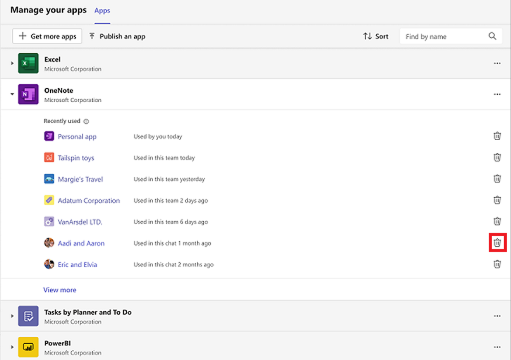 Manage your apps Apps
Get more apps Publish an app Sort Find by name
Excel
Microsoft Corporation
OneNote
Microsoft Corporation
Recently used
Personal app Used by you today
Tailspin toys Used in this team today
Margie's Travel Used in this team yesterday
Adatum Corporation Used in this team 2 days ago
VanArsdel LTD. Used in this team 6 days ago
Aadi and Aaron Used in this chat 1 month ago
Eric and Elvia Used in this chat 2 months ago
View more
Tasks by Planner and To Do
Microsoft Corporation
PowerBI
Microsoft Corporation